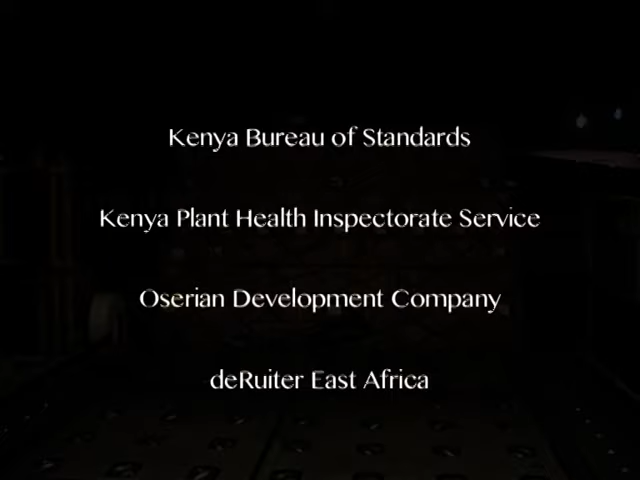 Kenya Bureau of Standards
Kenya Plant Health Inspectorate Service
Oserian Development Company
deRuiter East Africa